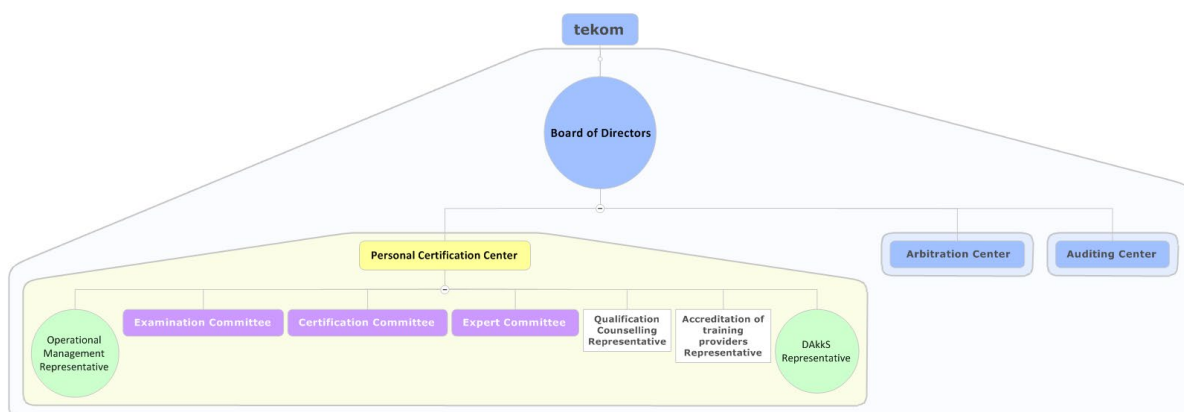 tekom
Board of Directors
Personal Certification Center
Arbitration Center
Auditing Center
Operational
Management
Representative
Examination Committee
Certification Committee
Expert Committee
Qualification
Counselling
Representative
Accreditation of
training
providers
Representative
DAkkS
Representative